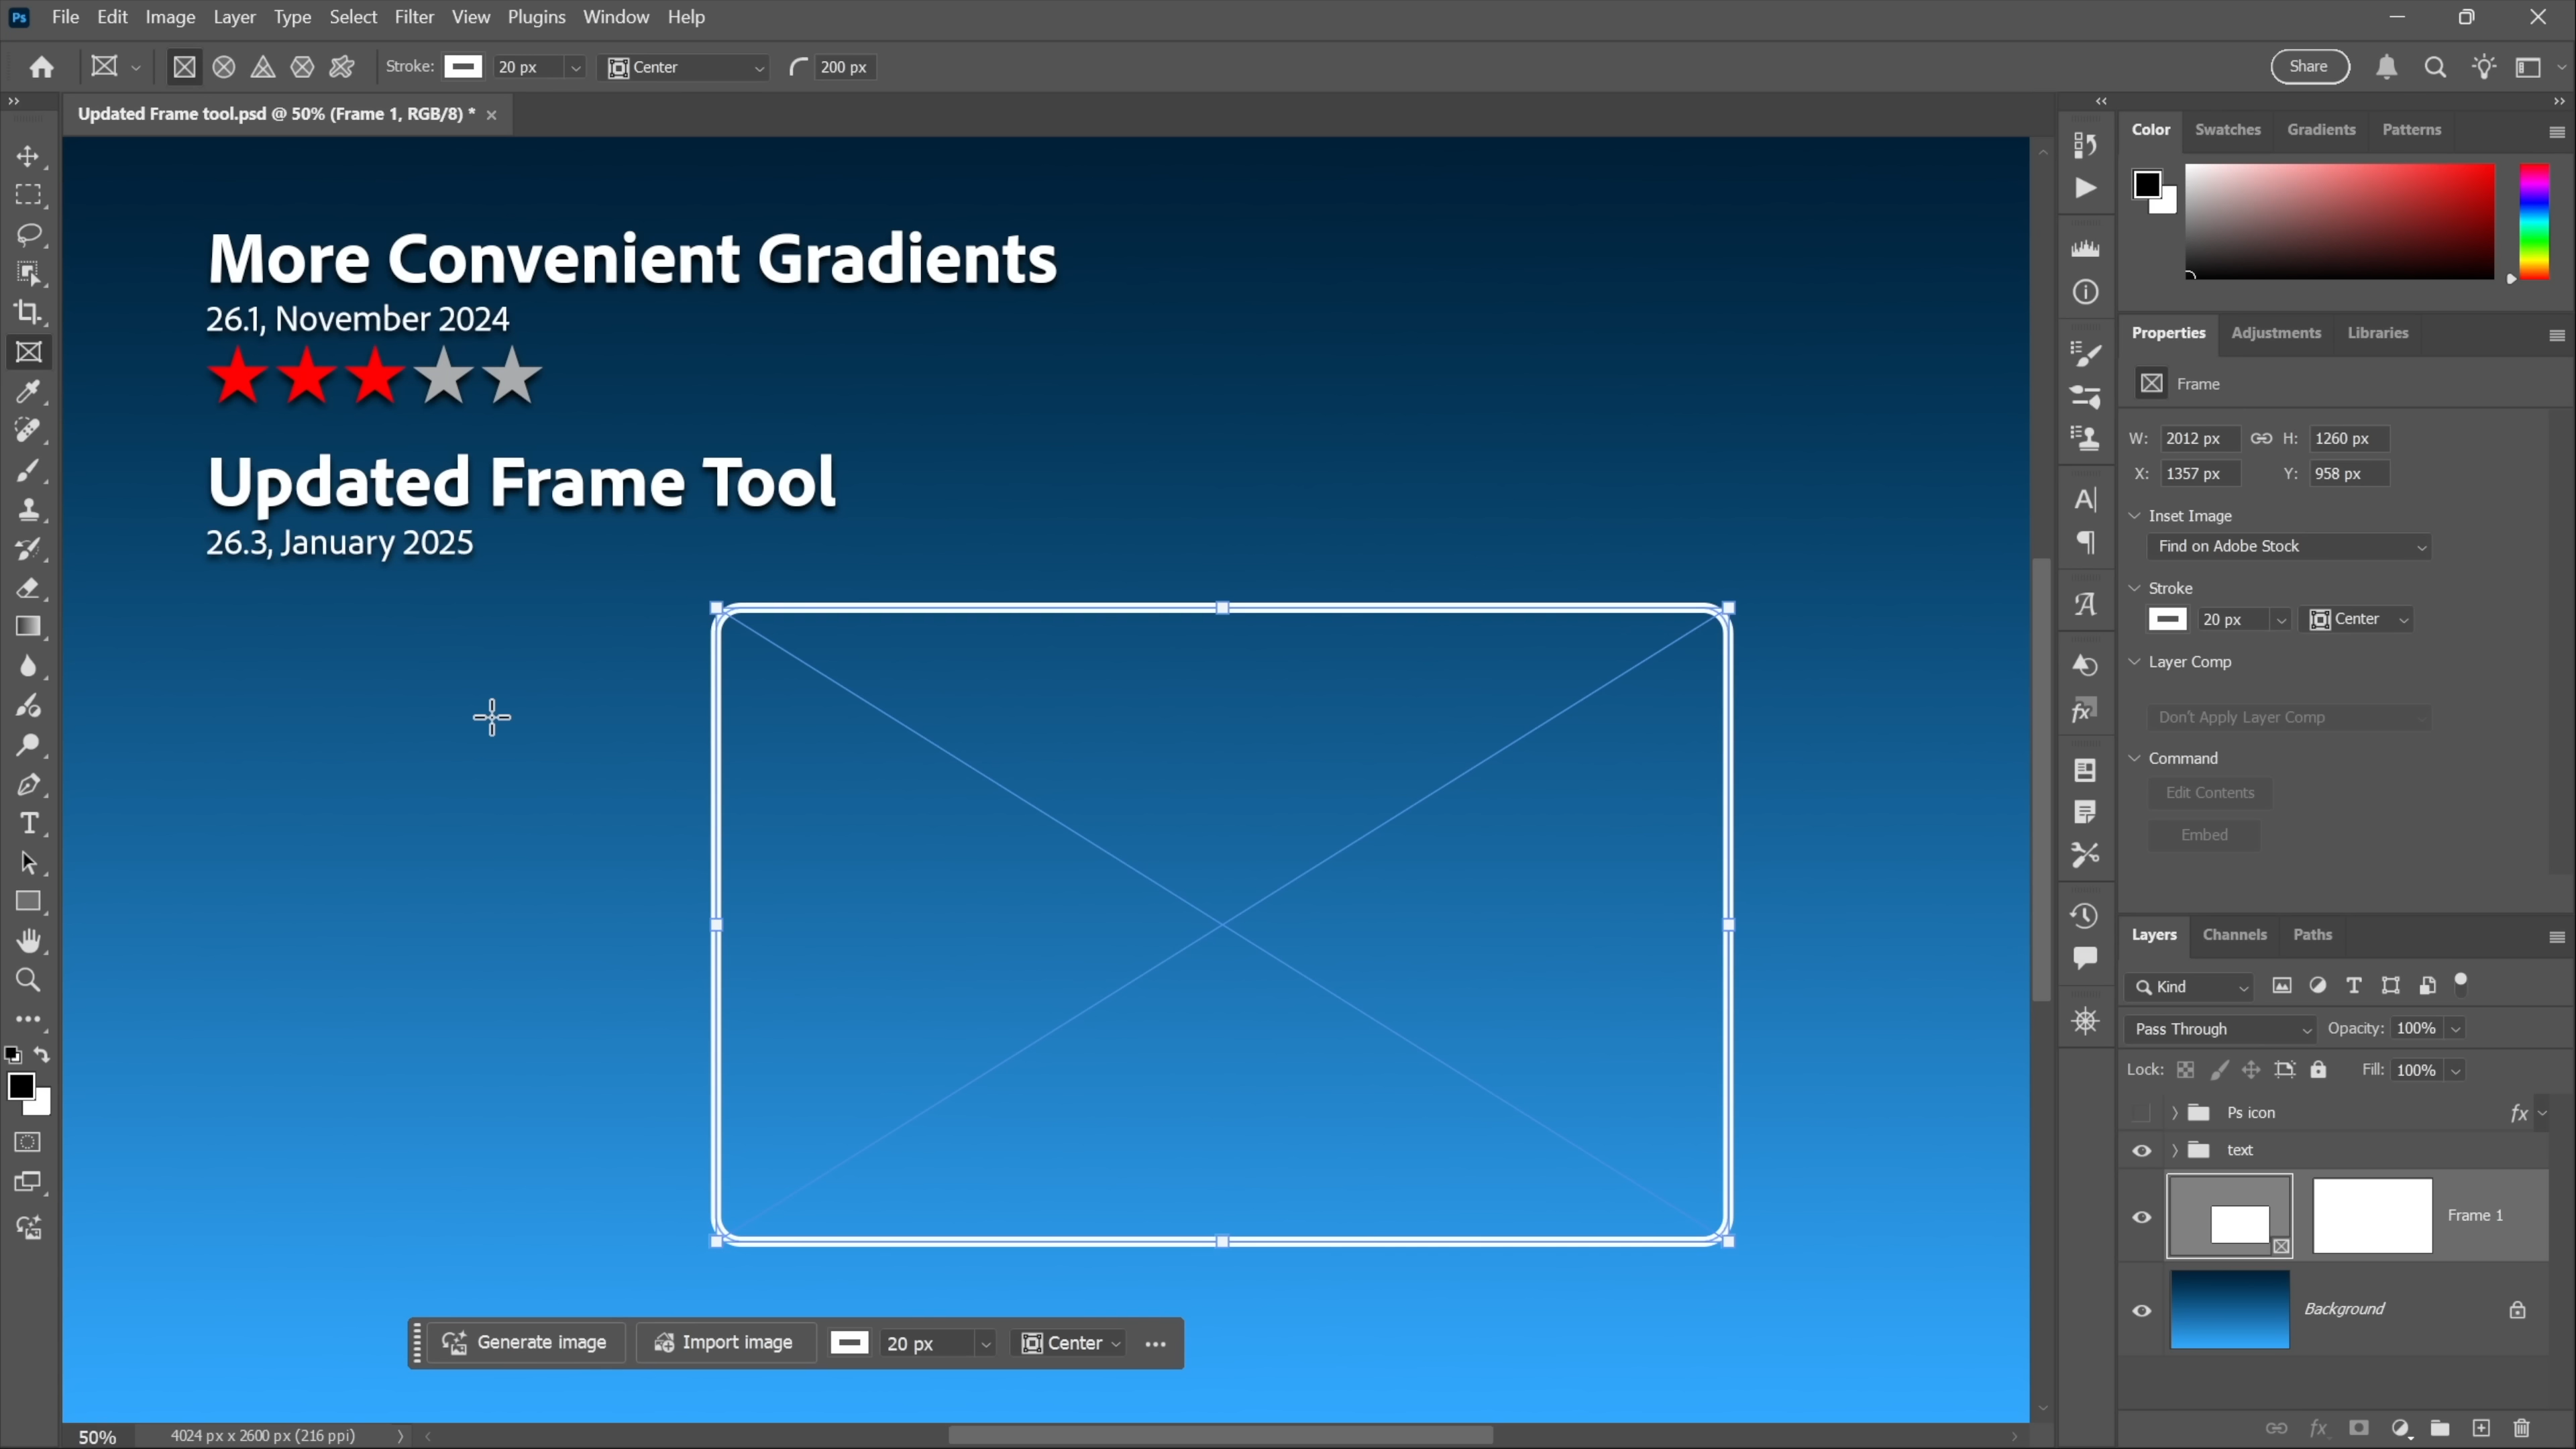 Ps File Edit Image Layer Type Select Filter View Plugins Window Help
Stroke: 20 px Center 200 px Share
Updated Frame tool.psd @ 50% (Frame 1, RGB/8) *
More Convenient Gradients
26.1, November 2024
Updated Frame Tool
26.3, January 2025
Generate image Import image 20 px Center
50% 4024 px x 2600 px (216 ppi)
Color Swatches Gradients Patterns
Properties Adjustments Libraries
Frame
W: 2012 px H: 1260 px
X: 1357 px Y: 958 px
Inset Image
Find on Adobe Stock
Stroke
20 px Center
Layer Comp
Don't Apply Layer Comp
Command
Edit Contents
Embed
Layers Channels Paths
Kind
Pass Through Opacity: 100%
Lock: Fill: 100%
Ps icon fx
text
Frame 1
Background